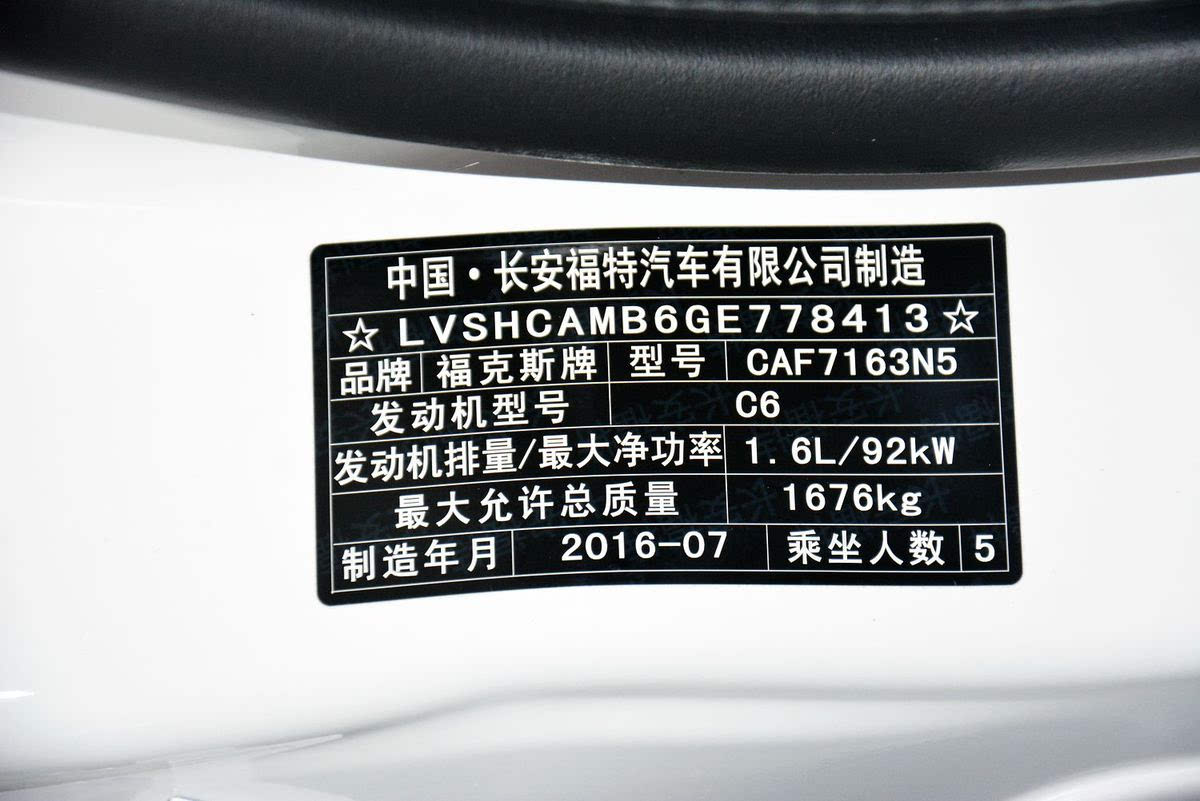 中国·长安福特汽车有限公司制造
☆LVSHCAMB6GE778413☆
品牌 福克斯牌 型号 CAF7163N5
发动机型号 C6
发动机排量/最大净功率 1.6L/92kW
最大允许总质量 1676kg
制造年月 2016-07 乘坐人数 5